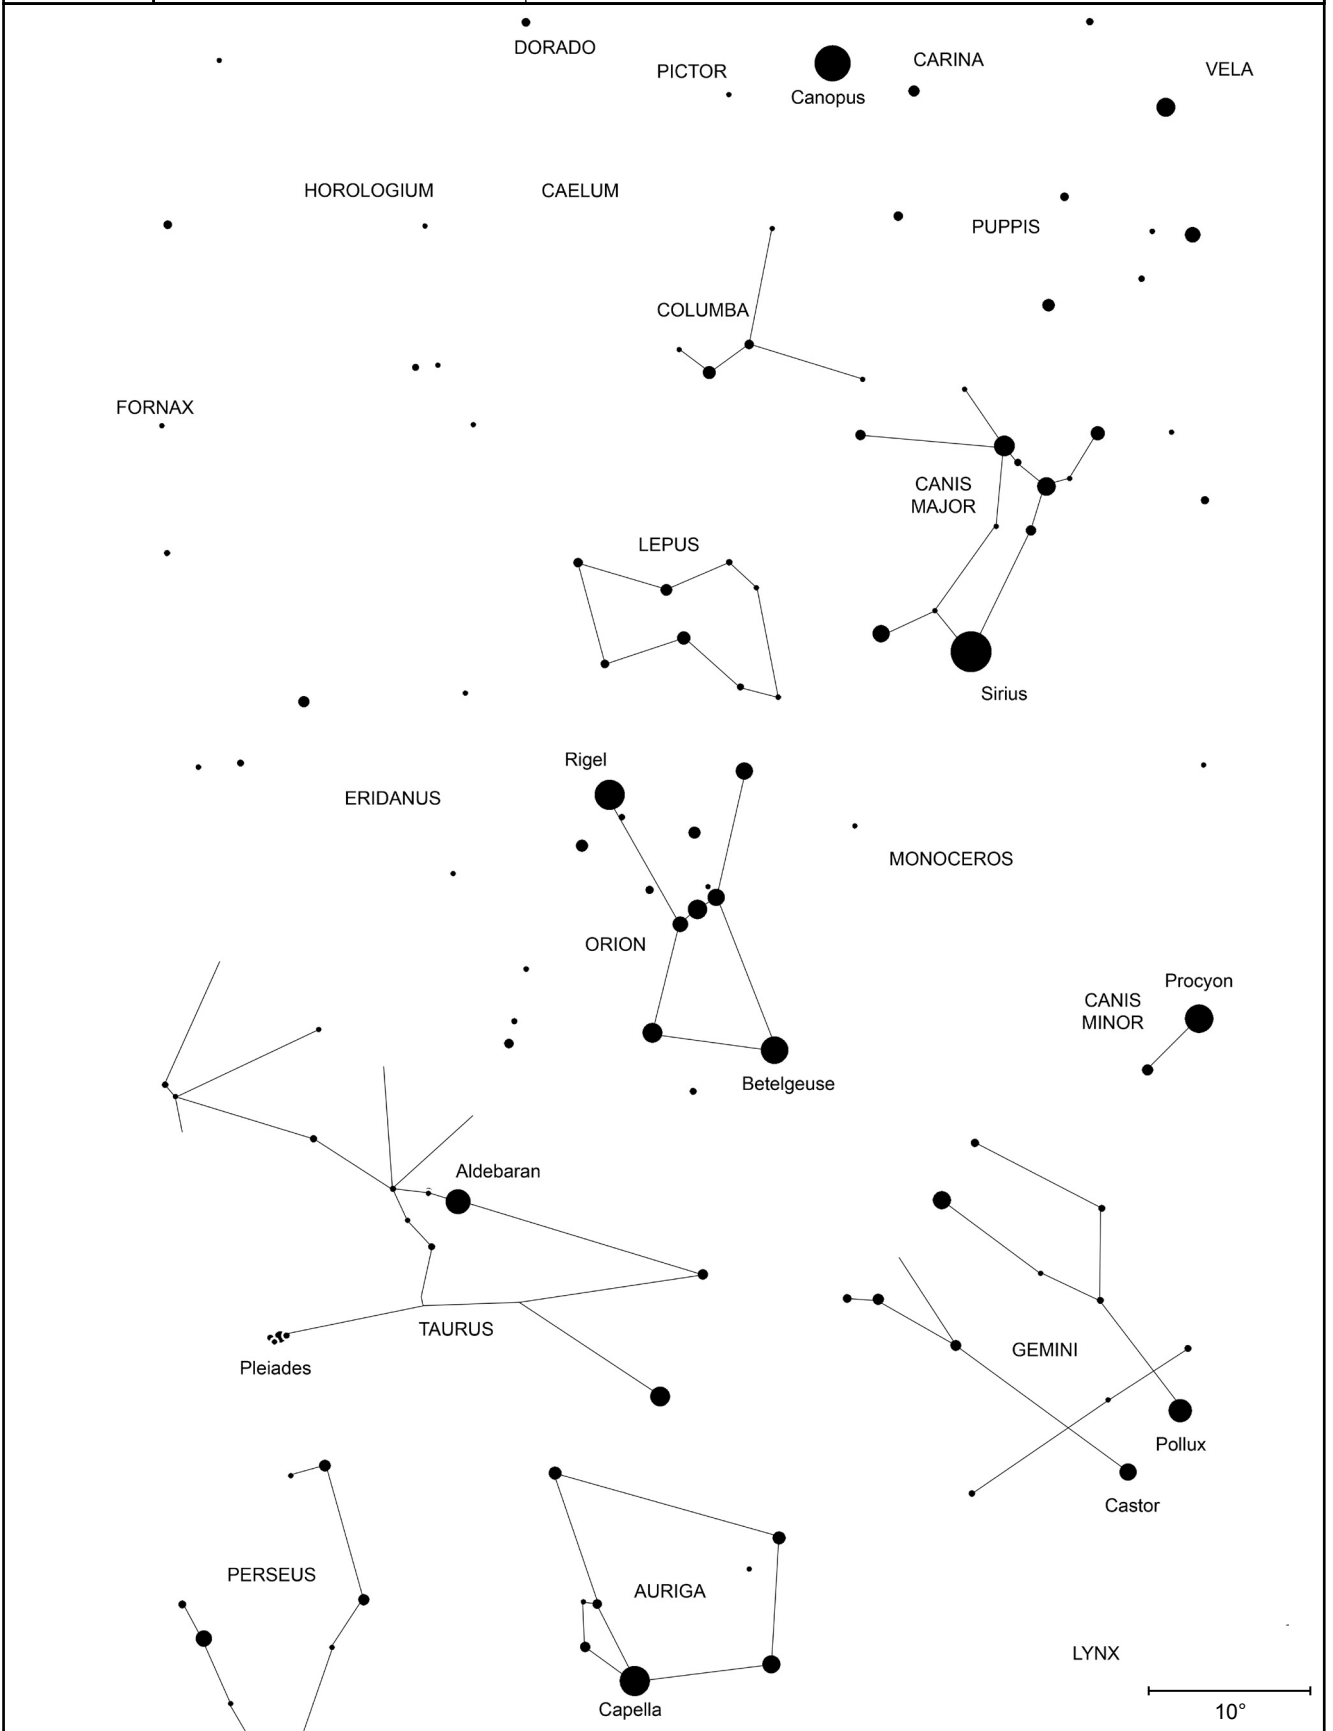 DORADO
PICTOR
Canopus
CARINA
VELA
HOROLOGIUM
CAELUM
PUPPIS
COLUMBA
FORNAX
CANIS
MAJOR
LEPUS
Sirius
Rigel
ERIDANUS
MONOCEROS
ORION
Procyon
CANIS
MINOR
Betelgeuse
Aldebaran
TAURUS
Pleiades
GEMINI
Pollux
Castor
PERSEUS
AURIGA
LYNX
Capella
10°